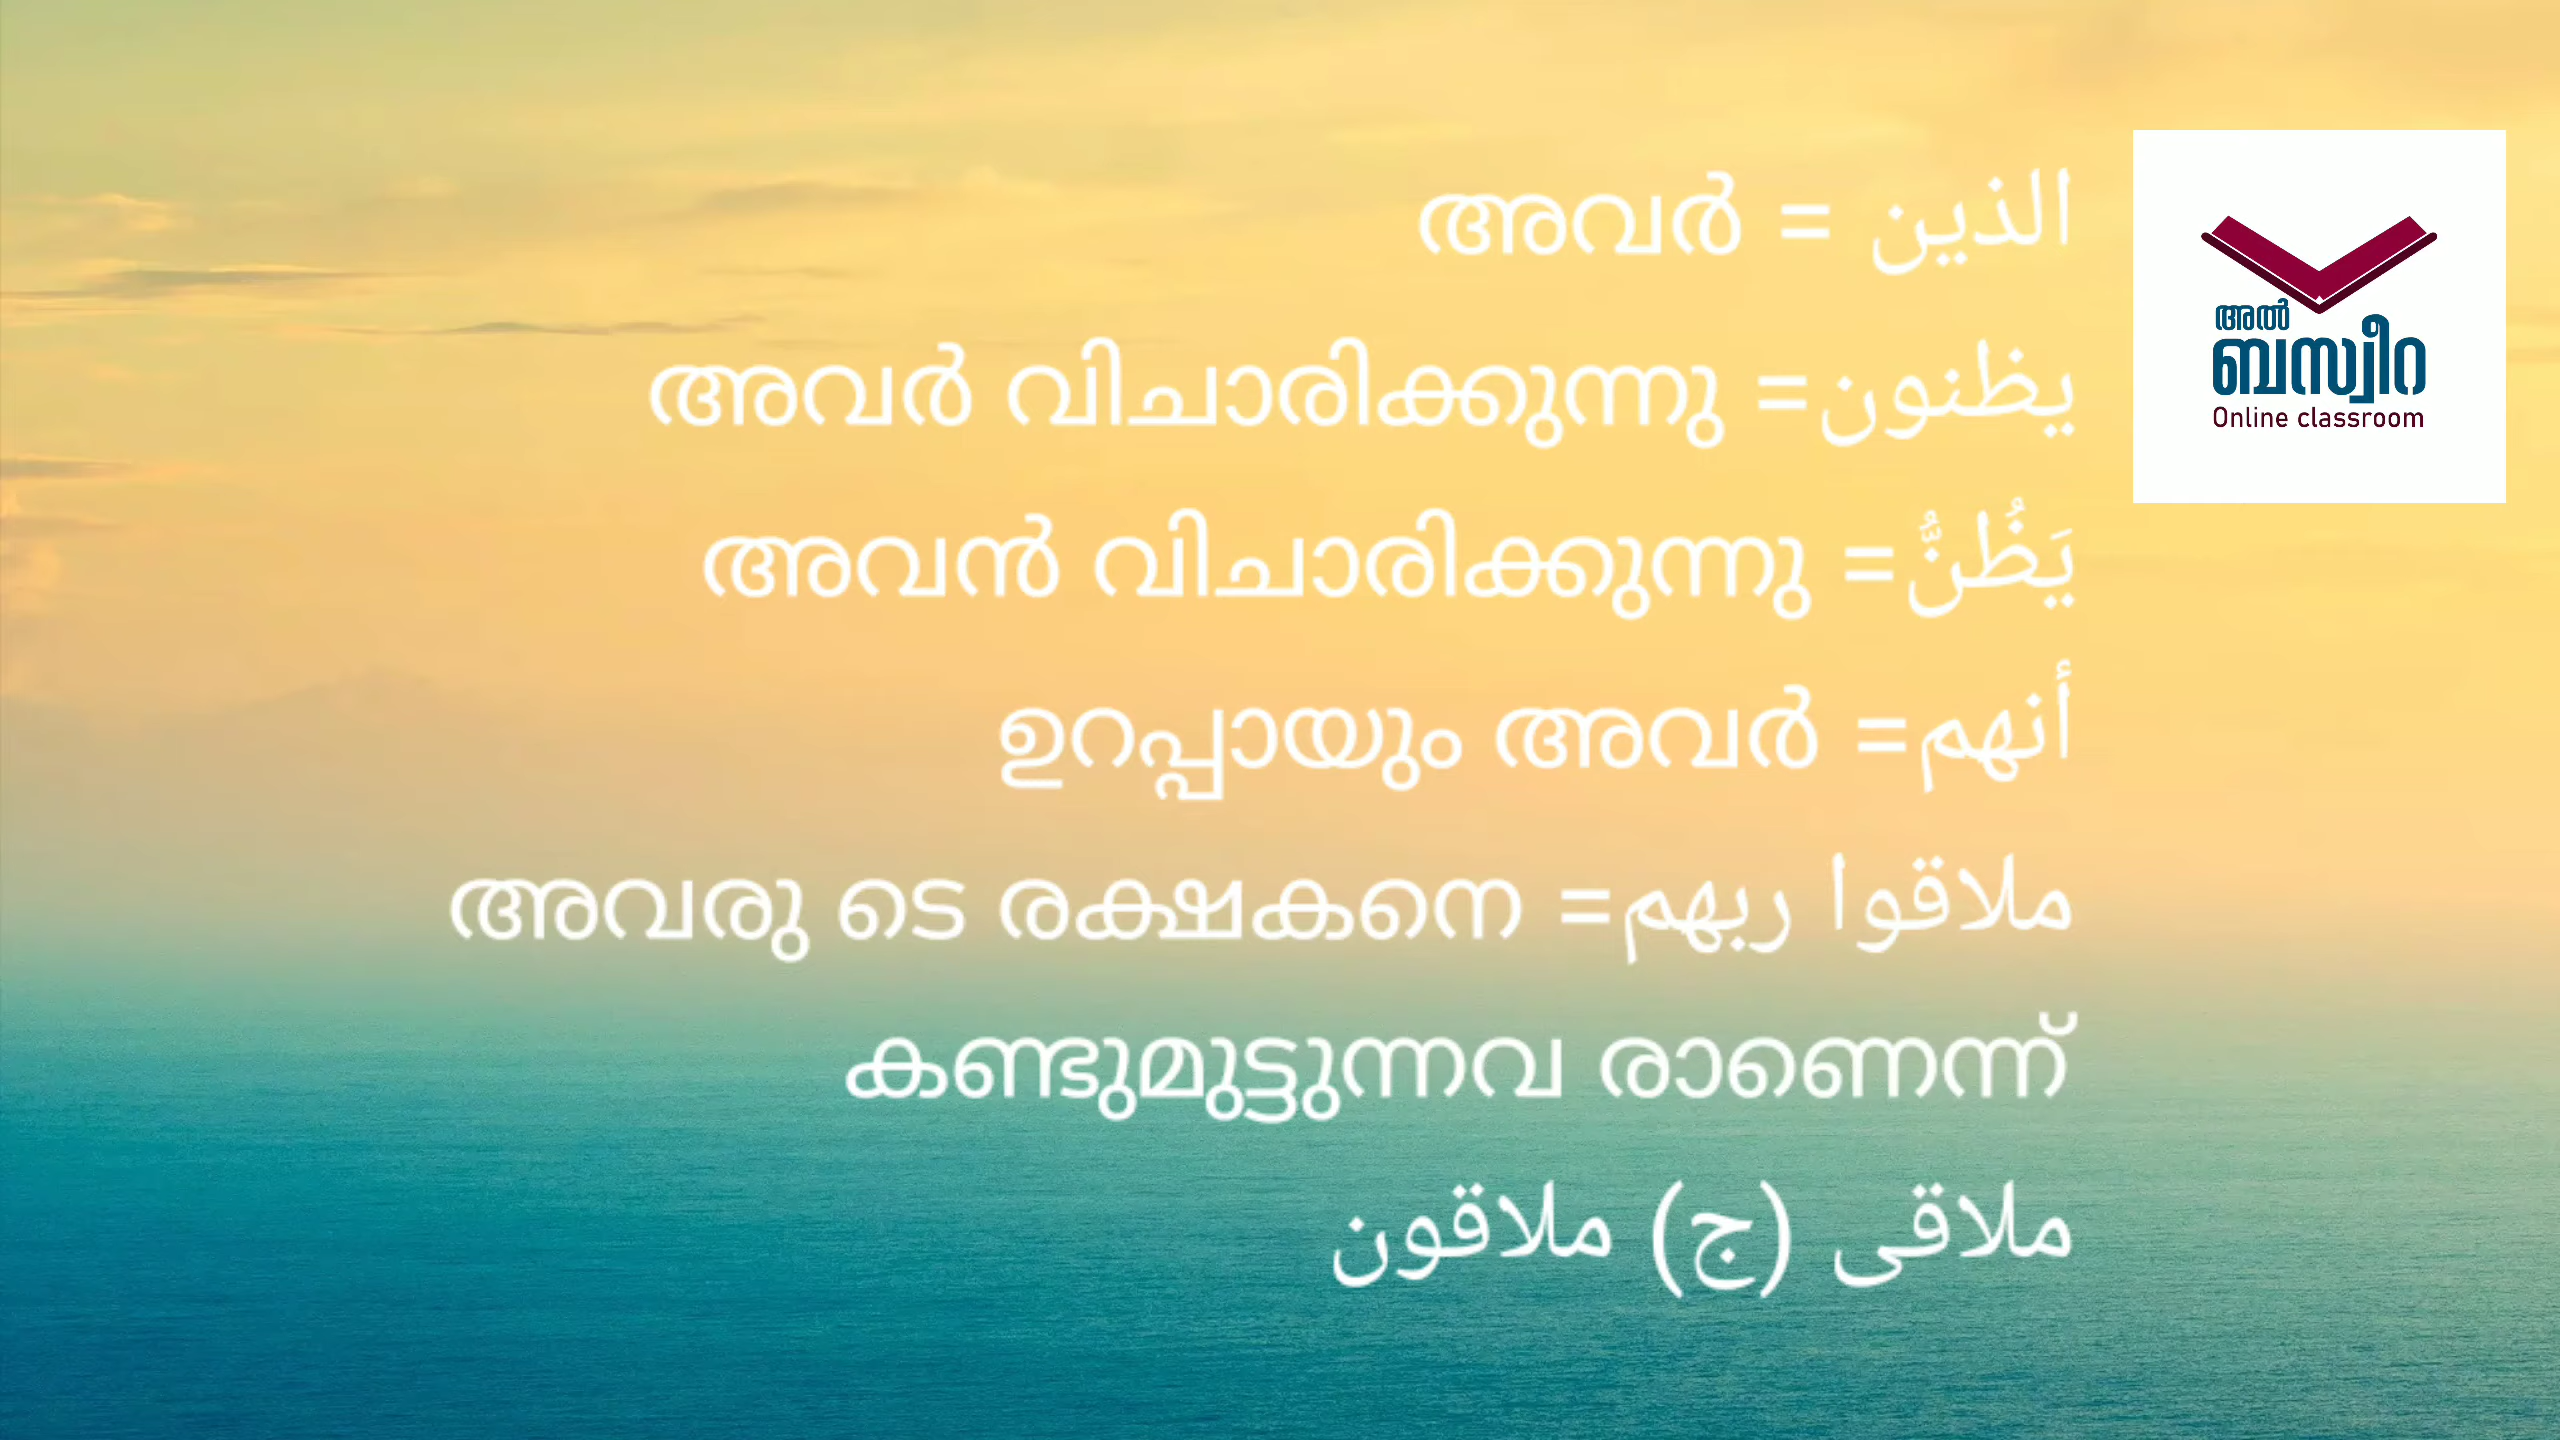 الذين = അവർ
يظنون= അവർ വിചാരിക്കുന്നു
يَظُنُّ= അവൻ വിചാരിക്കുന്നു
أنهم= ഉറപ്പായും അവർ
ملاقوا ربهم= അവരു ടെ രക്ഷകനെ
കണ്ടുമുട്ടുന്നവ രാണെന്ന്
ملاقى (ج) ملاقون
അൽ
ബസ്വീറ
Online classroom